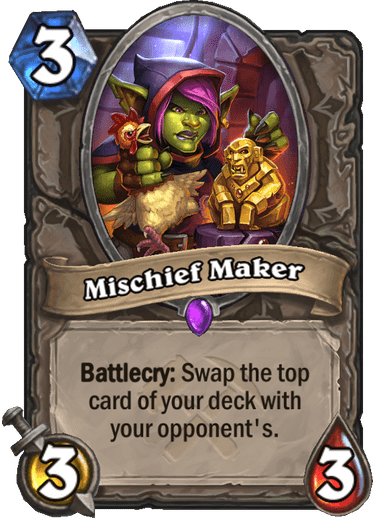 3
Mischief Maker
Battlecry: Swap the top
card of your deck with
your opponent's.
3
3